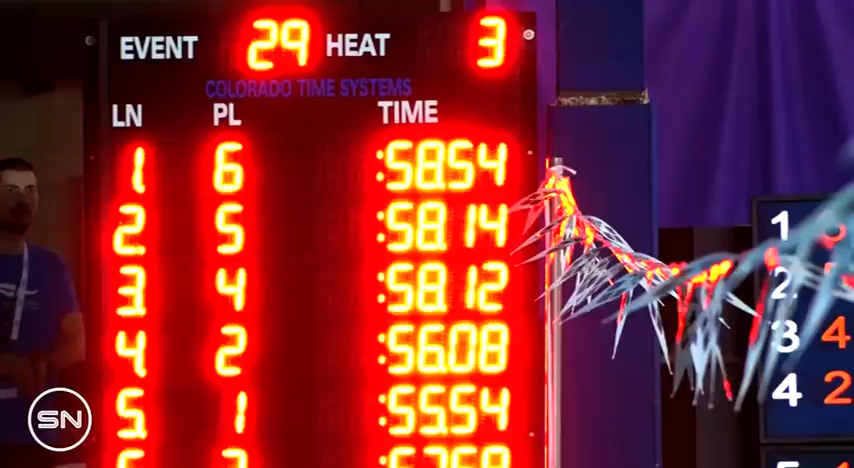 EVENT 29 HEAT 3
COLORADO TIME SYSTEMS
LN PL TIME
1 6 :58.54
2 5 :58.14
3 4 :58.12
4 2 :56.08
5 1 :55.54
1
2
3 4
4 2
SN